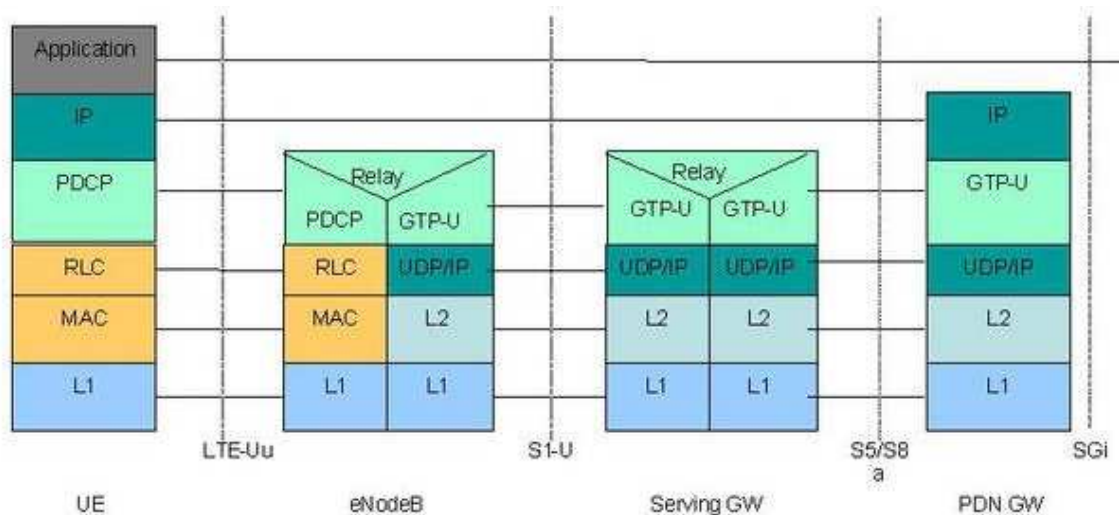 Application
IP
IP
PDCP
Relay
Relay
GTP-U
PDCP
GTP-U
GTP-U
GTP-U
RLC
RLC
UDP/IP
UDP/IP
UDP/IP
UDP/IP
MAC
MAC
L2
L2
L2
L2
L1
L1
L1
L1
L1
L1
LTE-Uu
S1-U
S5/S8
a
SGi
UE
eNodeB
Serving GW
PDN GW